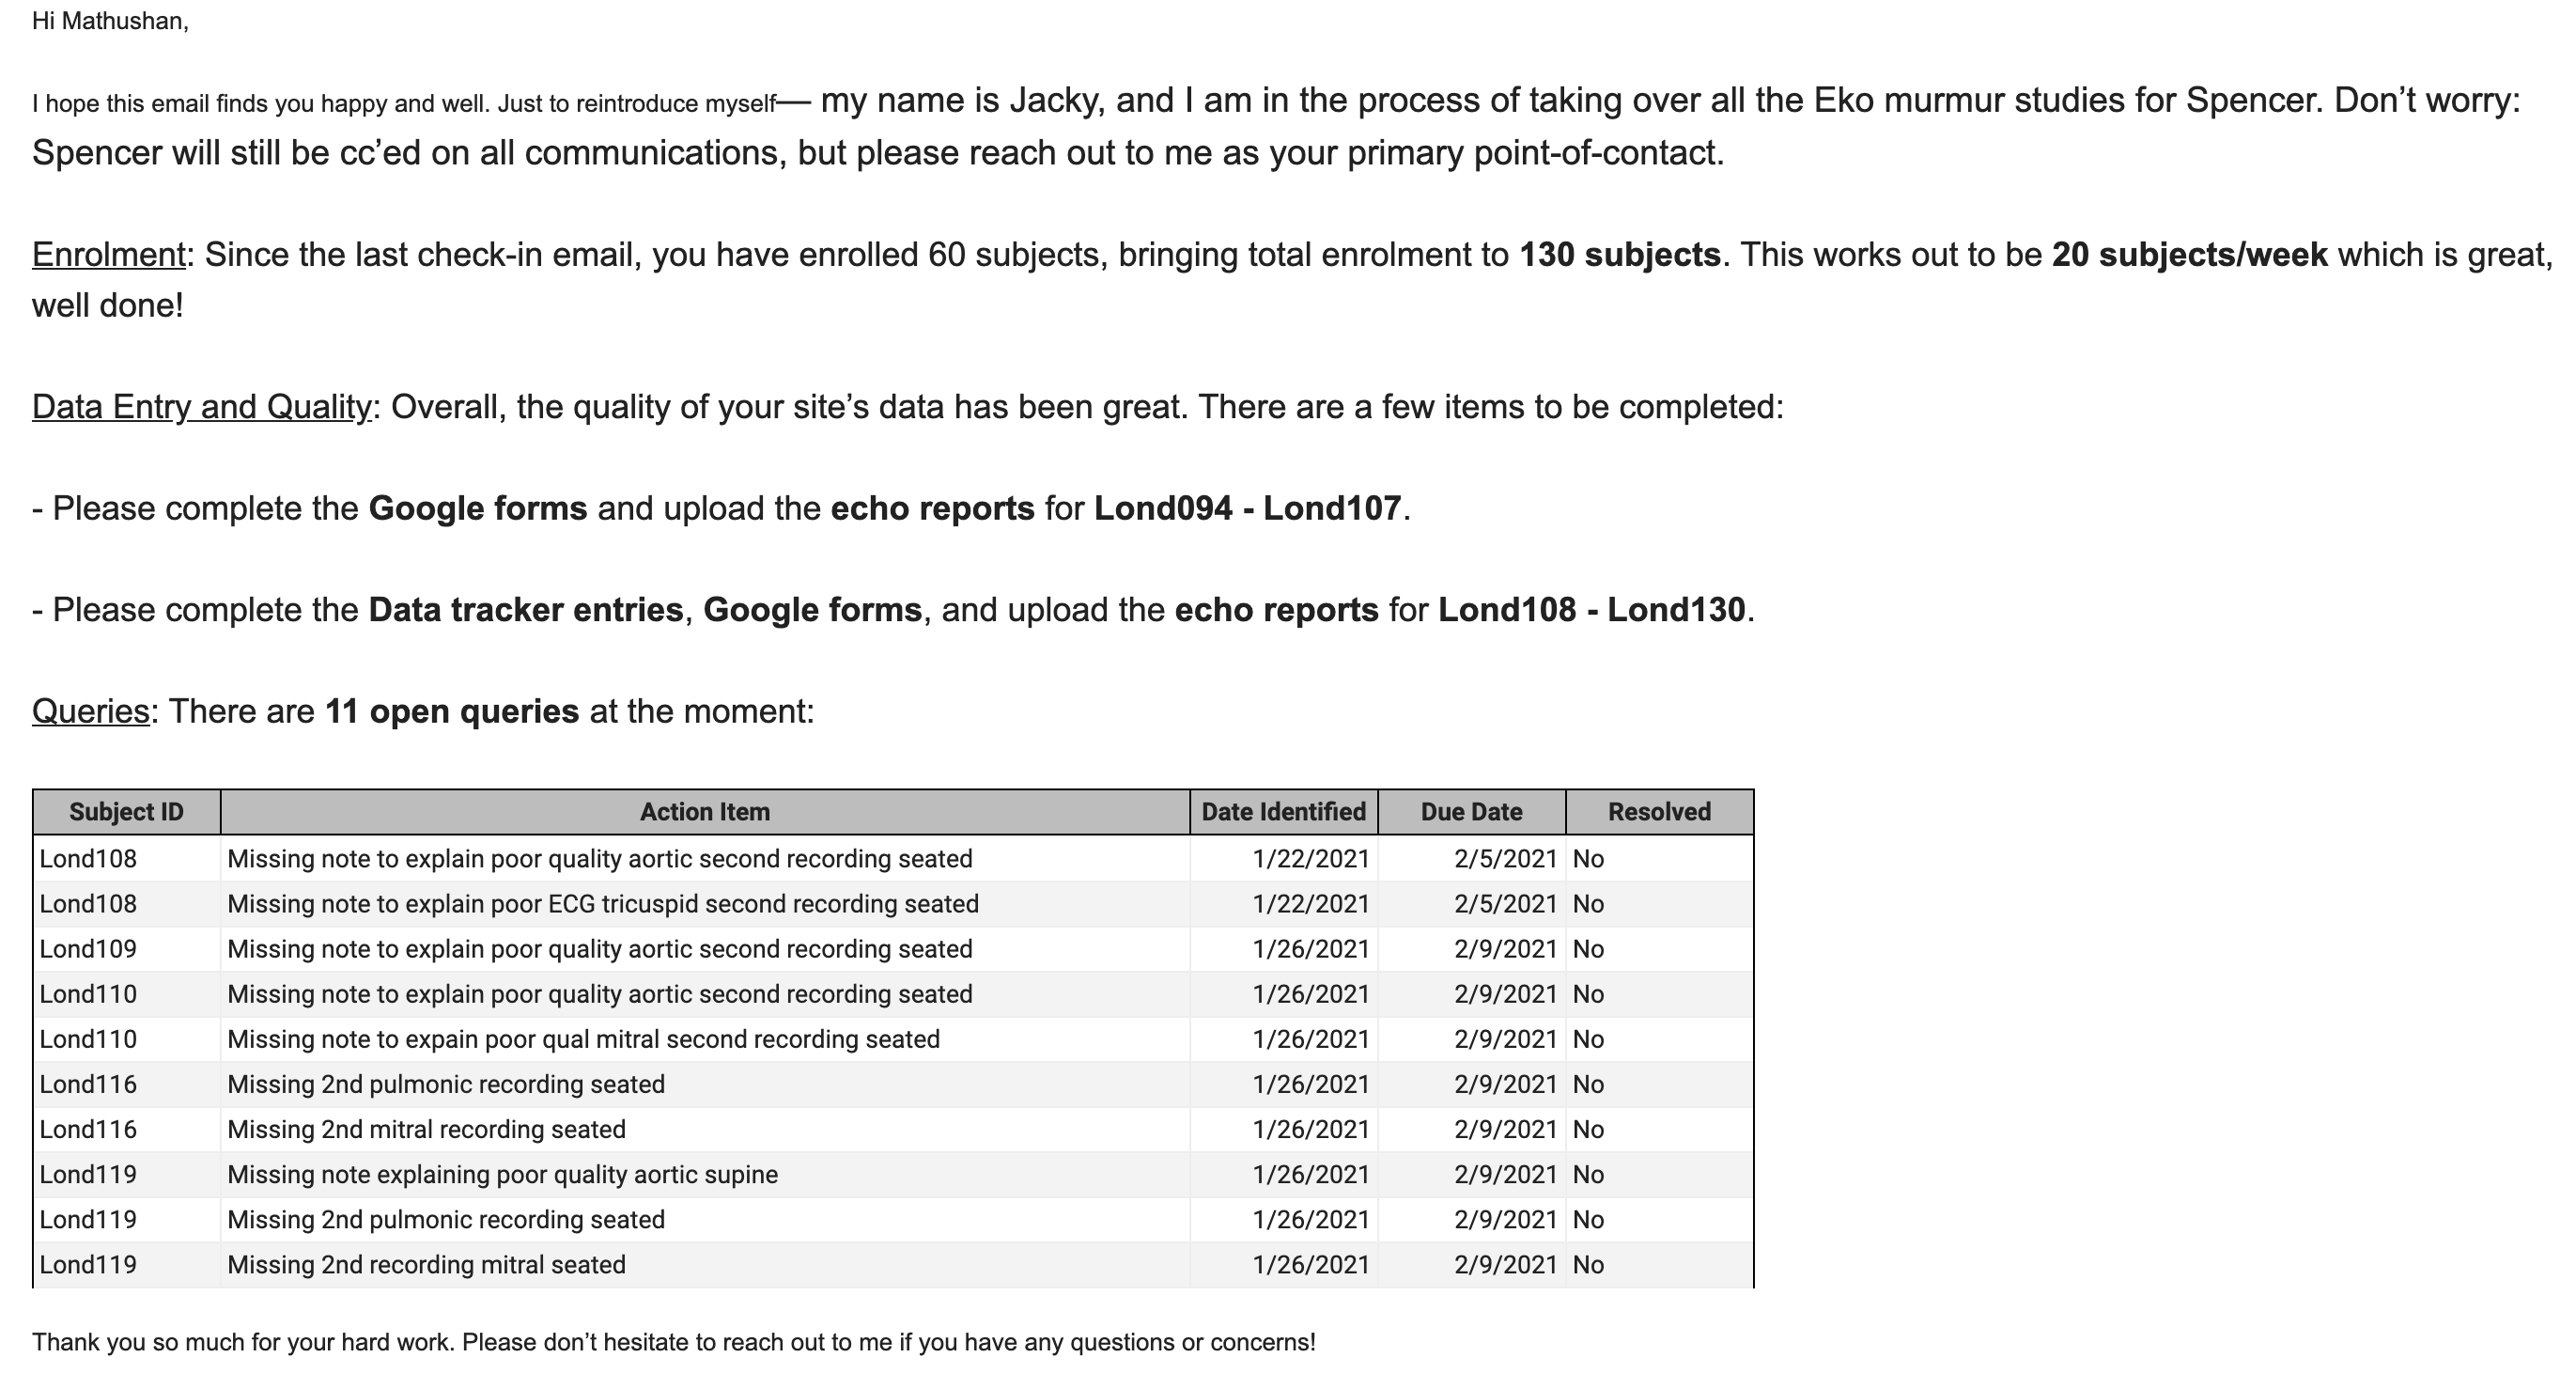 Hi Mathushan,
I hope this email finds you happy and well. Just to reintroduce myself— my name is Jacky, and I am in the process of taking over all the Eko murmur studies for Spencer. Don’t worry:
Spencer will still be cc’ed on all communications, but please reach out to me as your primary point-of-contact.
Enrolment: Since the last check-in email, you have enrolled 60 subjects, bringing total enrolment to 130 subjects. This works out to be 20 subjects/week which is great,
well done!
Data Entry and Quality: Overall, the quality of your site’s data has been great. There are a few items to be completed:
- Please complete the Google forms and upload the echo reports for Lond094 - Lond107.
- Please complete the Data tracker entries, Google forms, and upload the echo reports for Lond108 - Lond130.
Queries: There are 11 open queries at the moment:
Subject ID Action Item Date Identified Due Date Resolved
Lond108 Missing note to explain poor quality aortic second recording seated 1/22/2021 2/5/2021 No
Lond108 Missing note to explain poor ECG tricuspid second recording seated 1/22/2021 2/5/2021 No
Lond109 Missing note to explain poor quality aortic second recording seated 1/26/2021 2/9/2021 No
Lond110 Missing note to explain poor quality aortic second recording seated 1/26/2021 2/9/2021 No
Lond110 Missing note to expain poor qual mitral second recording seated 1/26/2021 2/9/2021 No
Lond116 Missing 2nd pulmonic recording seated 1/26/2021 2/9/2021 No
Lond116 Missing 2nd mitral recording seated 1/26/2021 2/9/2021 No
Lond119 Missing note explaining poor quality aortic supine 1/26/2021 2/9/2021 No
Lond119 Missing 2nd pulmonic recording seated 1/26/2021 2/9/2021 No
Lond119 Missing 2nd recording mitral seated 1/26/2021 2/9/2021 No
Thank you so much for your hard work. Please don’t hesitate to reach out to me if you have any questions or concerns!